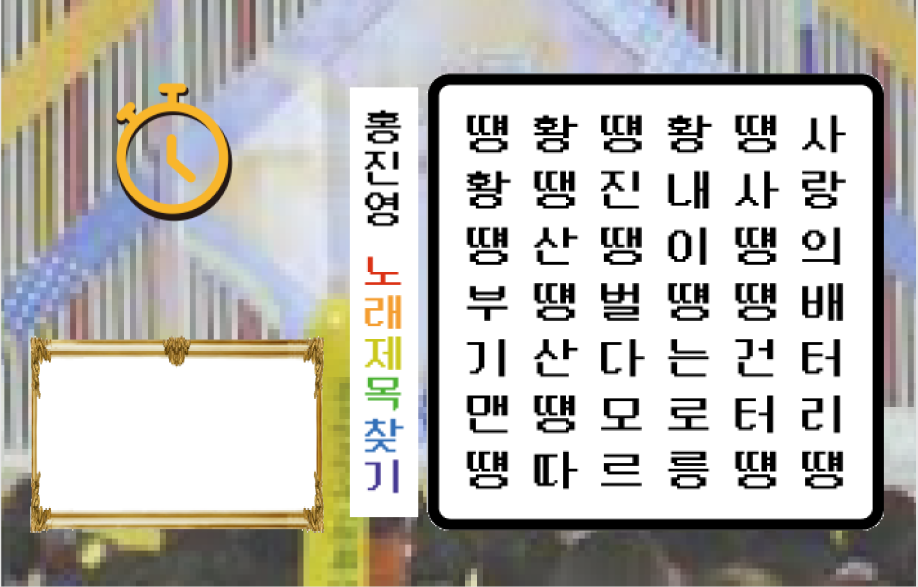 홍진영 노래제목찾기
땡 황 땡 황 땡 사
황 땡 진 내 사 랑
땡 산 땡 이 땡 의
부 땡 벌 땡 땡 배
기 산 다 는 건 터
맨 땡 모 로 터 리
땡 따 르 릉 땡 땡